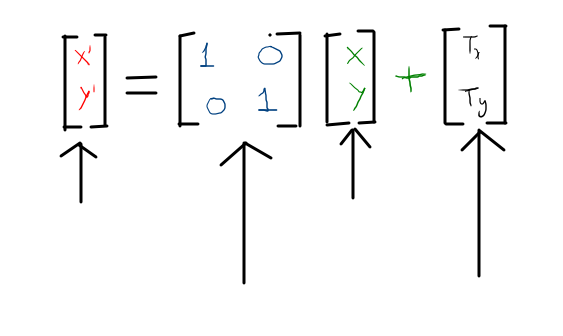 [x'] = [1 0] [x] + [Tx]
[y'] [0 1] [y] [Ty]